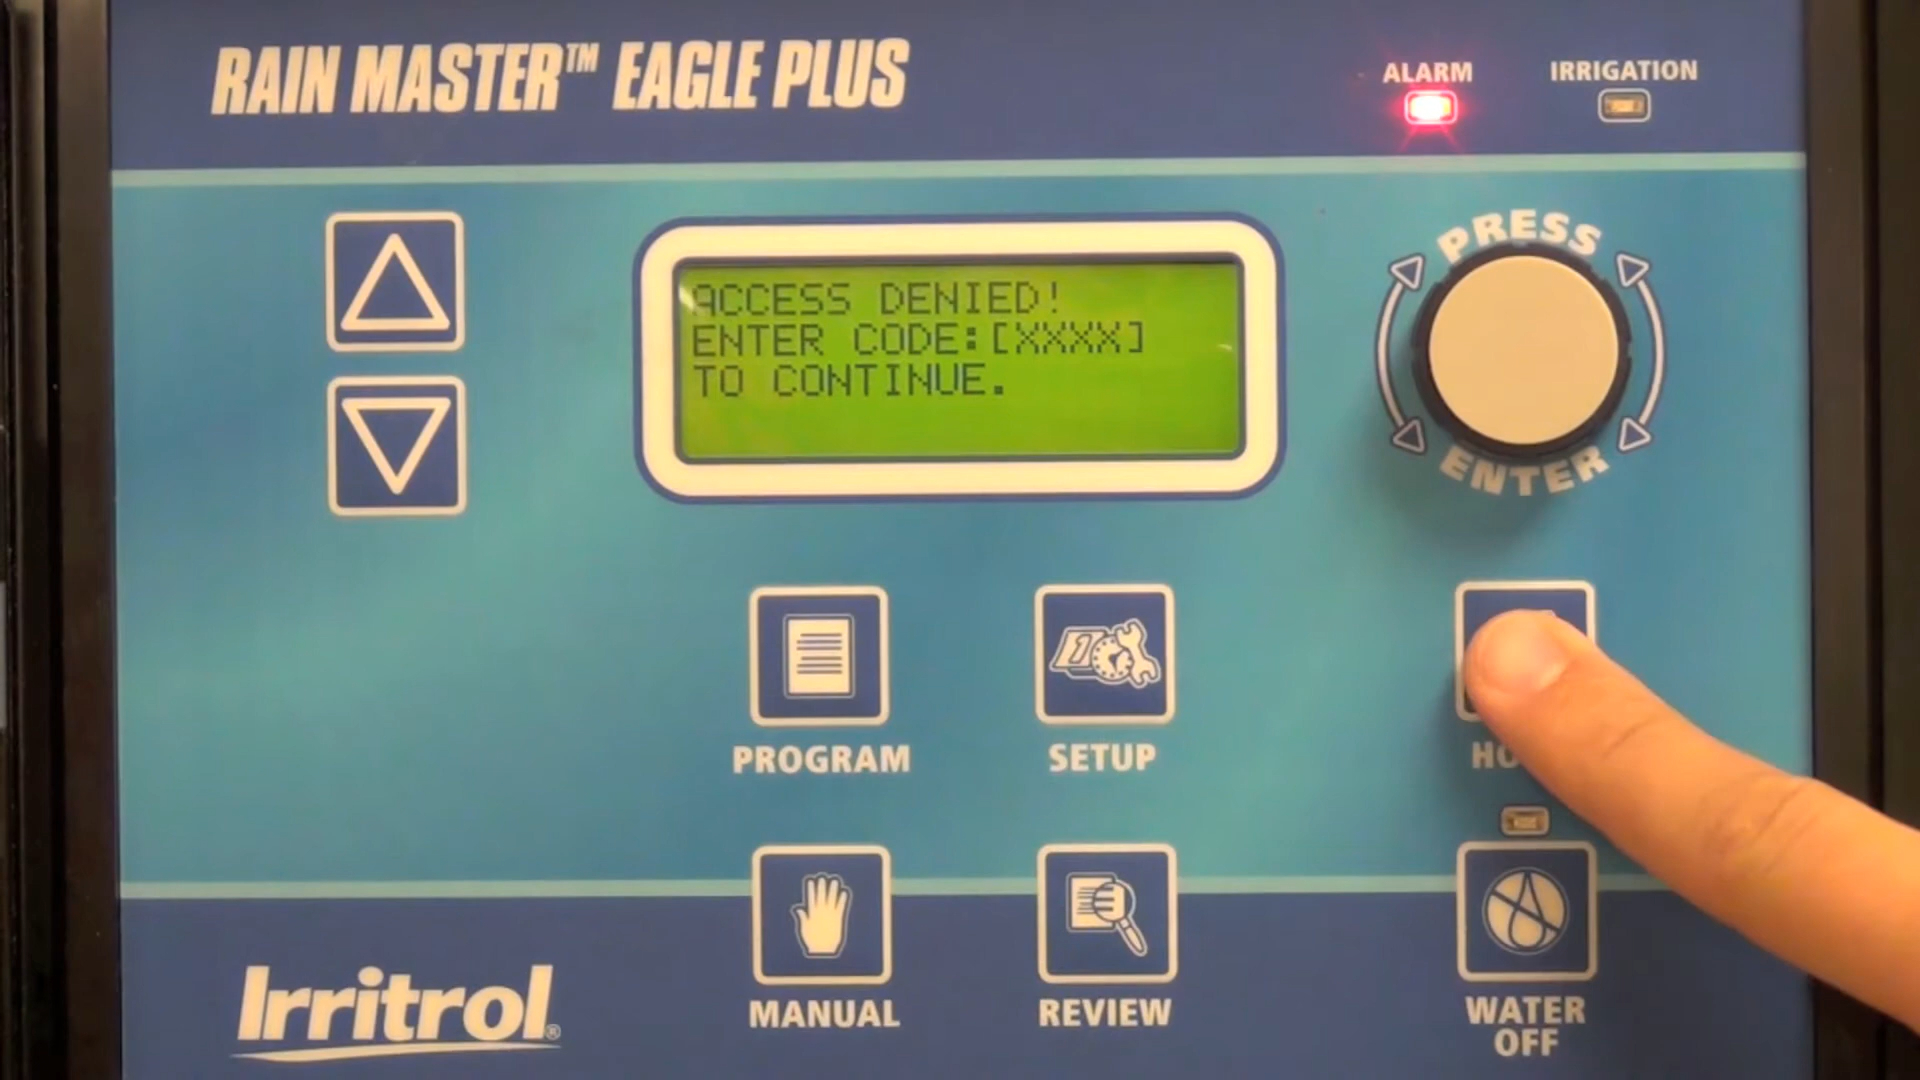 RAIN MASTER™ EAGLE PLUS
ALARM
IRRIGATION
PRESS
ENTER
ACCESS DENIED!
ENTER CODE:[XXXX]
TO CONTINUE.
PROGRAM
SETUP
HO
MANUAL
REVIEW
WATER
OFF
Irritrol®